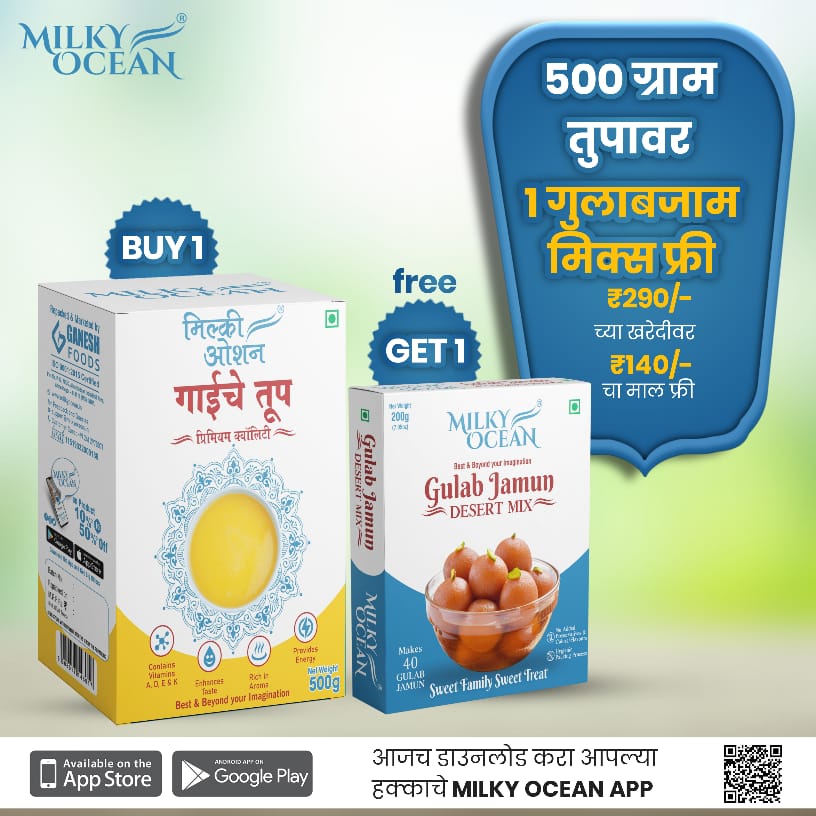 MILKY
OCEAN
®
500 ग्राम
तुपावर
1 गुलाबजाम
मिक्स फ्री
₹290/-
च्या खरेदीवर
₹140/-
चा माल फ्री
BUY 1
free
GET 1
मिल्की
ओशन
गाईचे तूप
प्रिमियम क्वॉलिटी
Contains
Vitamins
A, D, E & K
Enhances
Taste
Rich in
Aroma
Provides
Energy
Net Weight
500g
Best & Beyond your Imagination
GANESH
FOODS
10%
50% Off
Net Weight
200g
MILKY
OCEAN
®
Best & Beyond your imagination
Gulab Jamun
DESERT MIX
Makes
40
GULAB
JAMUN
Sweet Family Sweet Treat
Gulab Jamun
DESERT MIX
MILKY
OCEAN
Available on the
App Store
ANDROID APP ON
Google Play
आजच डाउनलोड करा आपल्या
हक्काचे MILKY OCEAN APP